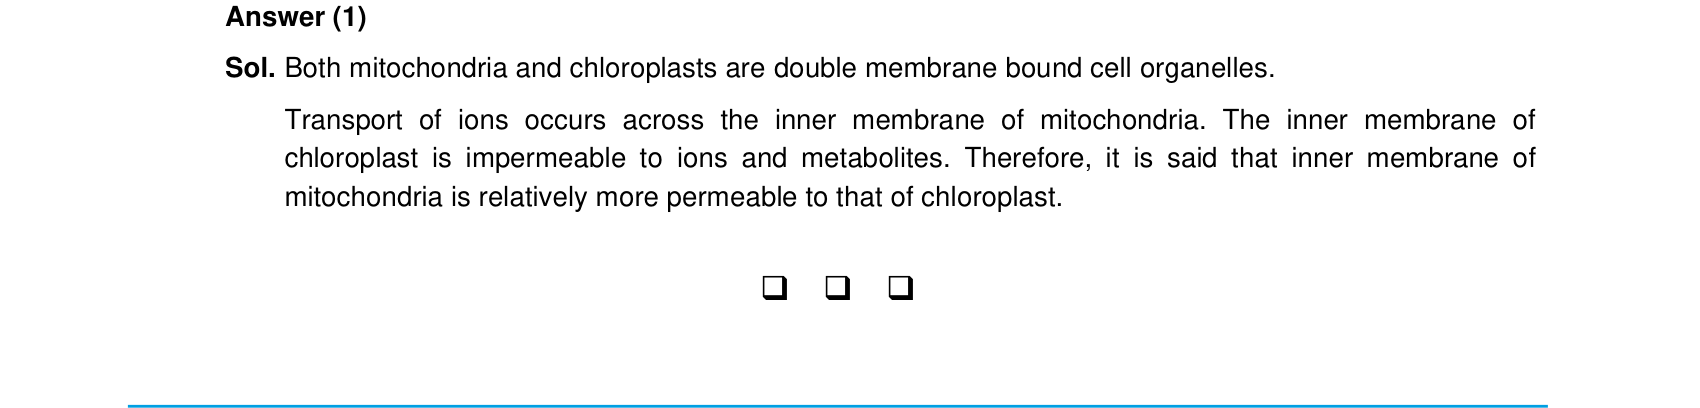 Answer (1)
Sol. Both mitochondria and chloroplasts are double membrane bound cell organelles.
Transport of ions occurs across the inner membrane of mitochondria. The inner membrane of
chloroplast is impermeable to ions and metabolites. Therefore, it is said that inner membrane of
mitochondria is relatively more permeable to that of chloroplast.
❑ ❑ ❑